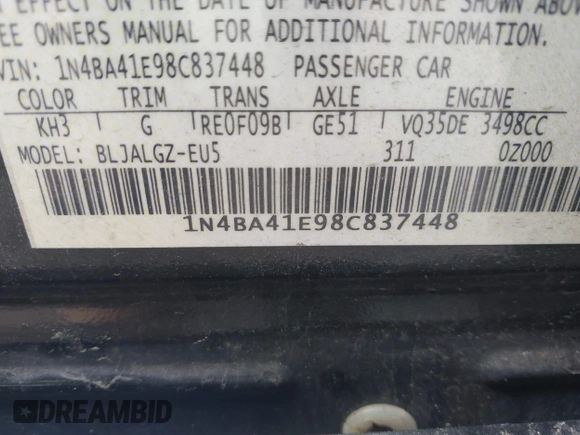 EFFECT ON THE DATE OF MANUFACTURE SHOWN ABOVE
EE OWNERS MANUAL FOR ADDITIONAL INFORMATION.
VIN: 1N4BA41E98C837448 PASSENGER CAR
COLOR TRIM TRANS AXLE ENGINE
KH3 G RE0F09B GE51 VQ35DE 3498CC
MODEL: BLJALGZ-EU5 311 0Z000
1N4BA41E98C837448
DREAMBID